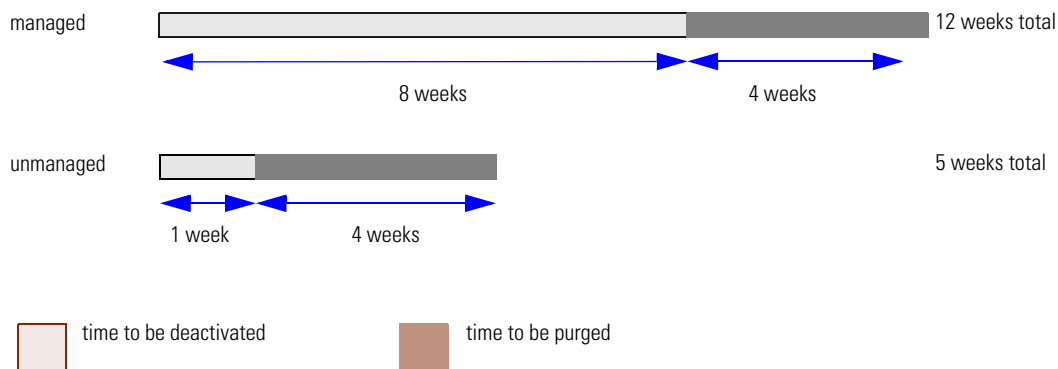 managed
12 weeks total
8 weeks
4 weeks
unmanaged
5 weeks total
1 week
4 weeks
time to be deactivated
time to be purged